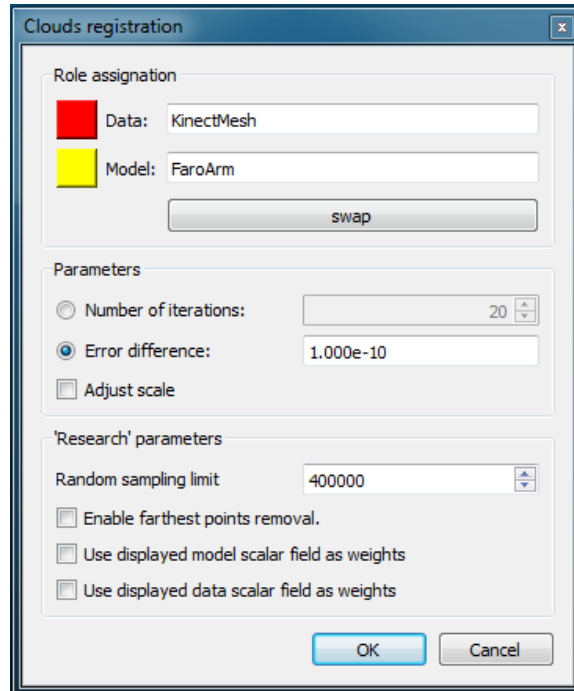 Clouds registration
Role assignation
Data: KinectMesh
Model: FaroArm
swap
Parameters
Number of iterations: 20
Error difference: 1.000e-10
Adjust scale
'Research' parameters
Random sampling limit 400000
Enable farthest points removal.
Use displayed model scalar field as weights
Use displayed data scalar field as weights
OK Cancel